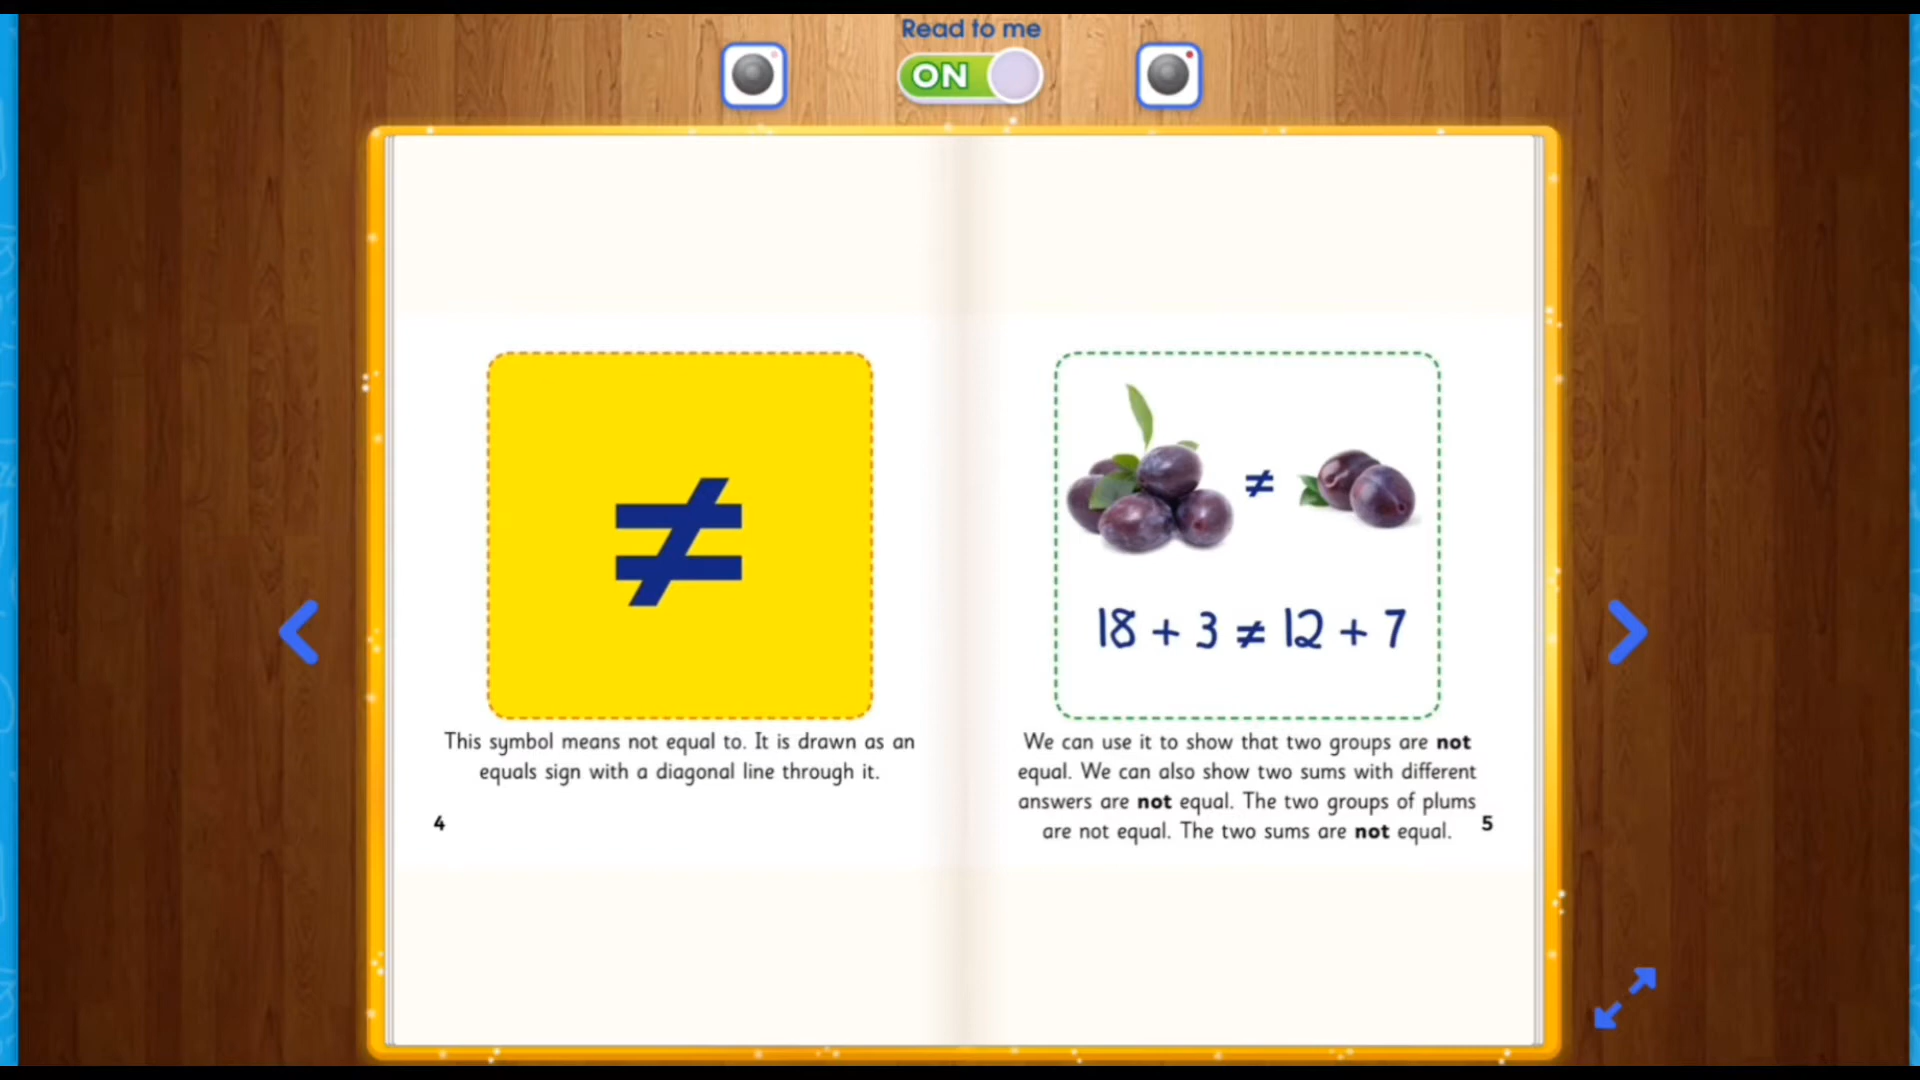 Read to me
ON
≠
This symbol means not equal to. It is drawn as an
equals sign with a diagonal line through it.
4
≠
18 + 3 ≠ 12 + 7
We can use it to show that two groups are not
equal. We can also show two sums with different
answers are not equal. The two groups of plums
are not equal. The two sums are not equal.
5